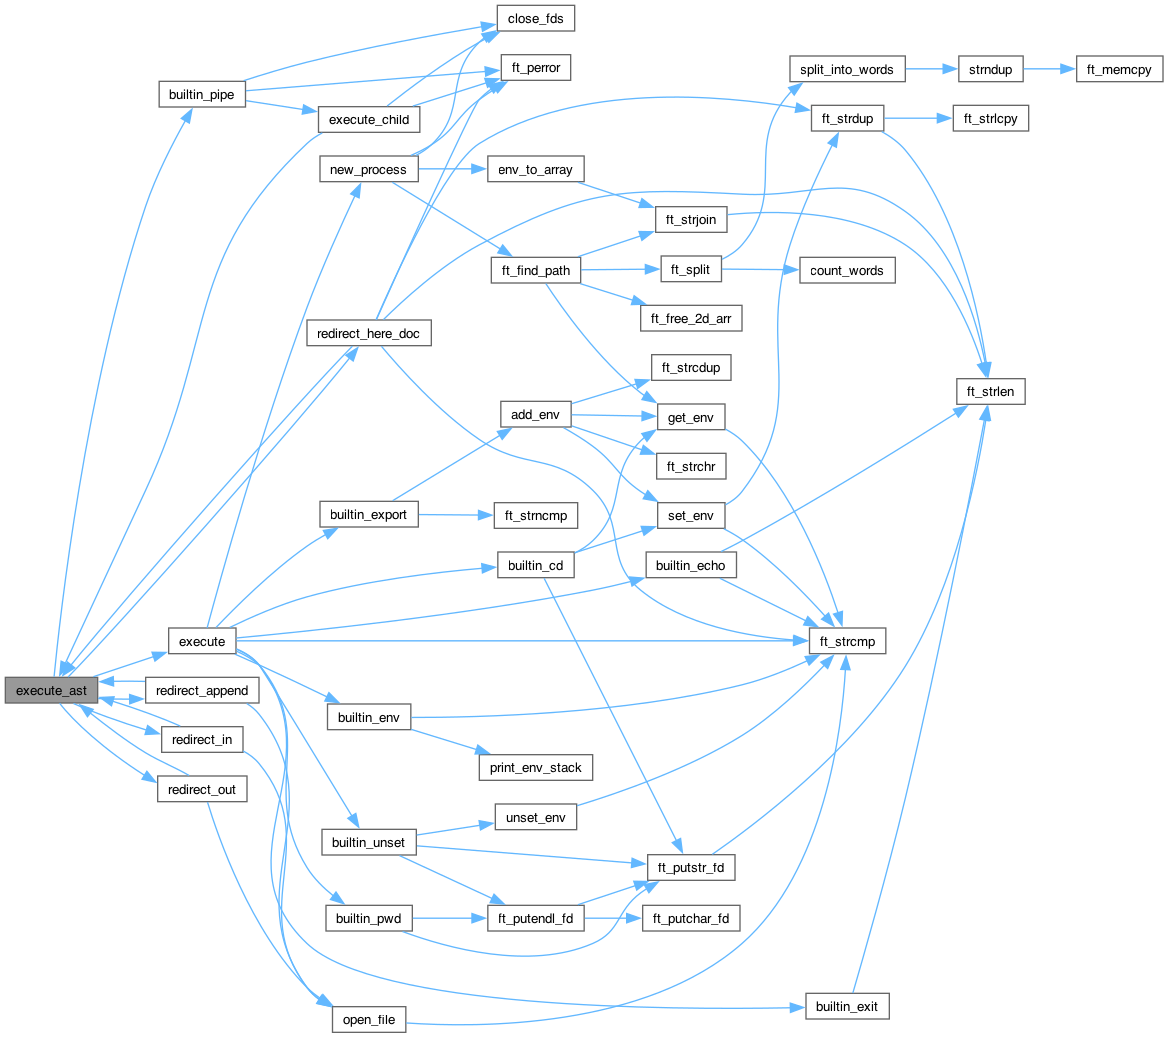 close_fds
ft_perror
split_into_words
strndup
ft_memcpy
builtin_pipe
execute_child
ft_strdup
ft_strlcpy
new_process
env_to_array
ft_strjoin
ft_find_path
ft_split
count_words
ft_free_2d_arr
redirect_here_doc
ft_strcdup
ft_strlen
add_env
get_env
ft_strchr
builtin_export
ft_strncmp
set_env
builtin_cd
builtin_echo
execute
ft_strcmp
execute_ast
redirect_append
builtin_env
redirect_in
print_env_stack
redirect_out
unset_env
builtin_unset
ft_putstr_fd
builtin_pwd
ft_putendl_fd
ft_putchar_fd
builtin_exit
open_file